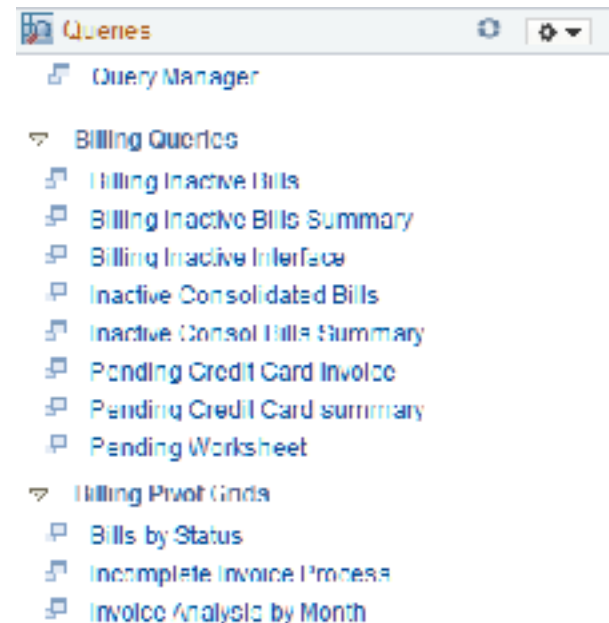 Queries
Query Manager
Billing Queries
Billing Inactive Bills
Billing Inactive Bills Summary
Billing Inactive Interface
Inactive Consolidated Bills
Inactive Consol Bills Summary
Pending Credit Card Invoice
Pending Credit Card summary
Pending Worksheet
Billing Pivot Grids
Bills by Status
Incomplete Invoice Process
Invoice Analysis by Month